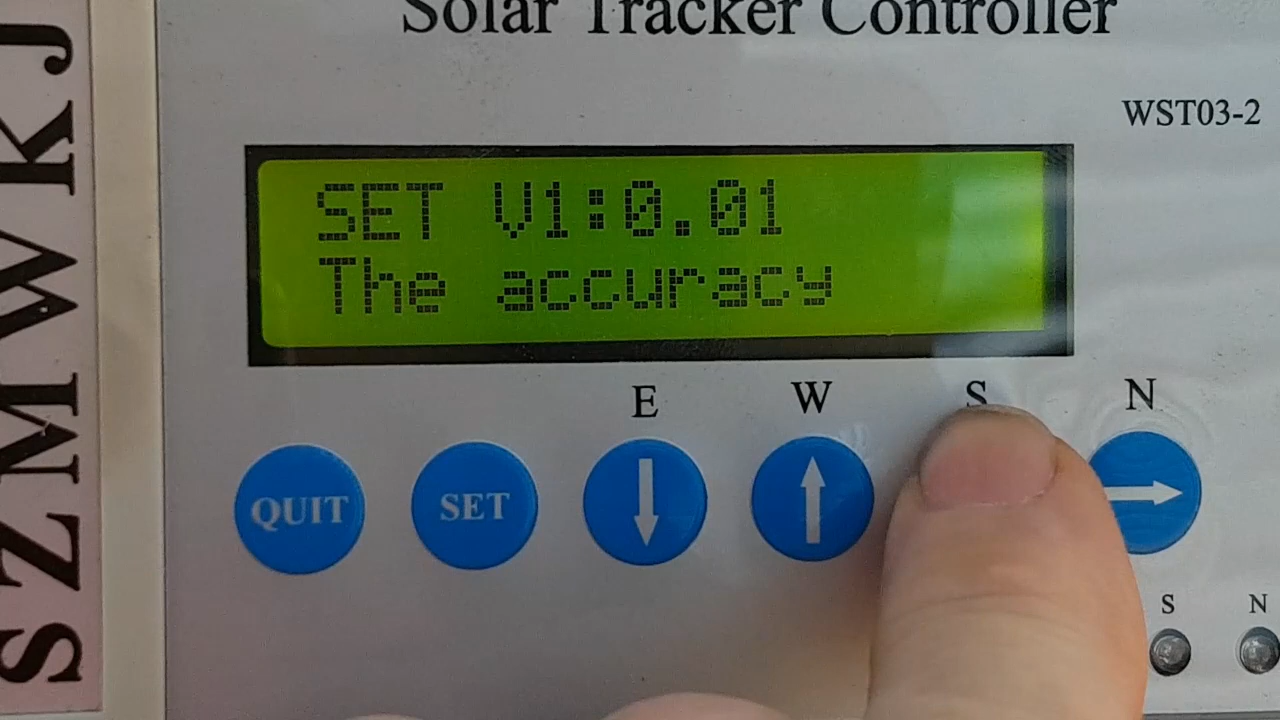 Solar Tracker Controller
WST03-2
SET V1:0.01
The accuracy
E W S N
QUIT SET
S N
SZMWKJ